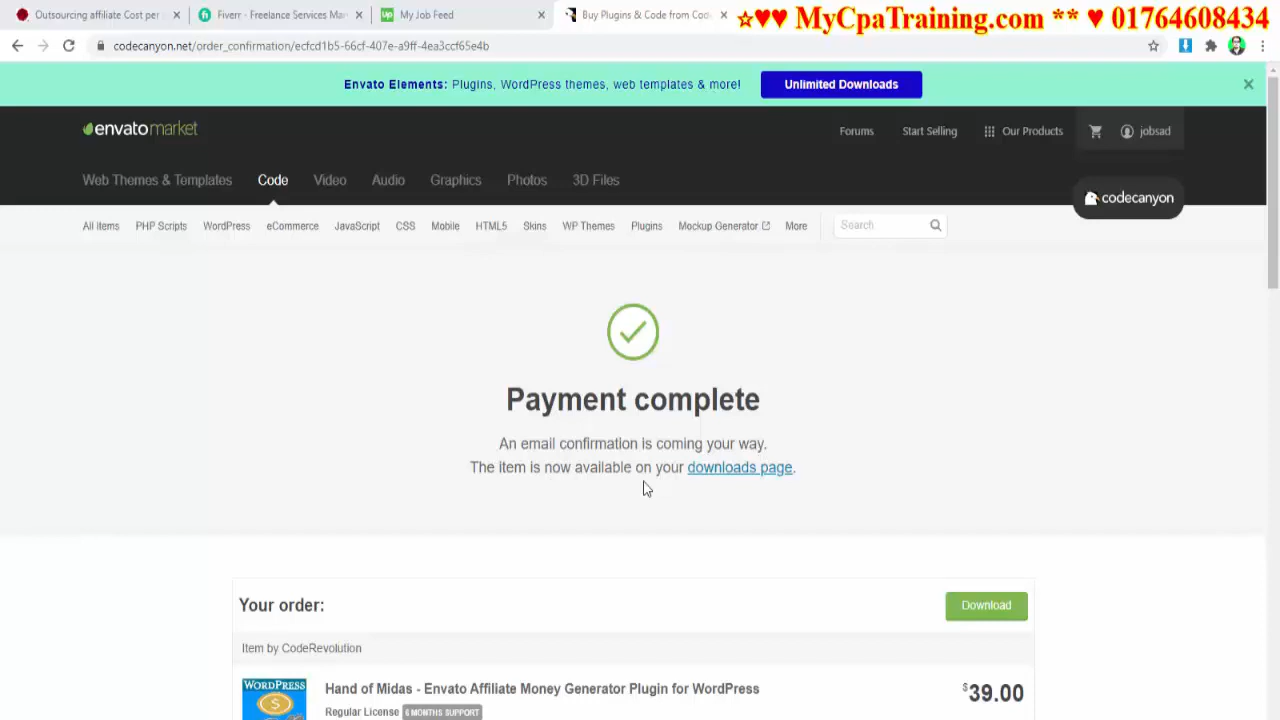 Outsourcing affiliate Cost per
Fiverr - Freelance Services Mar
My Job Feed
Buy Plugins & Code from Cod
☆♥♥ MyCpaTraining.com ** ♥ 01764608434
codecanyon.net/order_confirmation/ecfcd1b5-66cf-407e-a9ff-4ea3ccf65e4b
Envato Elements: Plugins, WordPress themes, web templates & more!
Unlimited Downloads
envatomarket
Forums
Start Selling
Our Products
jobsad
Web Themes & Templates
Code
Video
Audio
Graphics
Photos
3D Files
codecanyon
All Items
PHP Scripts
WordPress
eCommerce
JavaScript
CSS
Mobile
HTML5
Skins
WP Themes
Plugins
Mockup Generator
More
Search
Payment complete
An email confirmation is coming your way.
The item is now available on your downloads page.
Your order:
Download
Item by CodeRevolution
WORDPRESS
Hand of Midas - Envato Affiliate Money Generator Plugin for WordPress
$39.00
Regular License 6 MONTHS SUPPORT